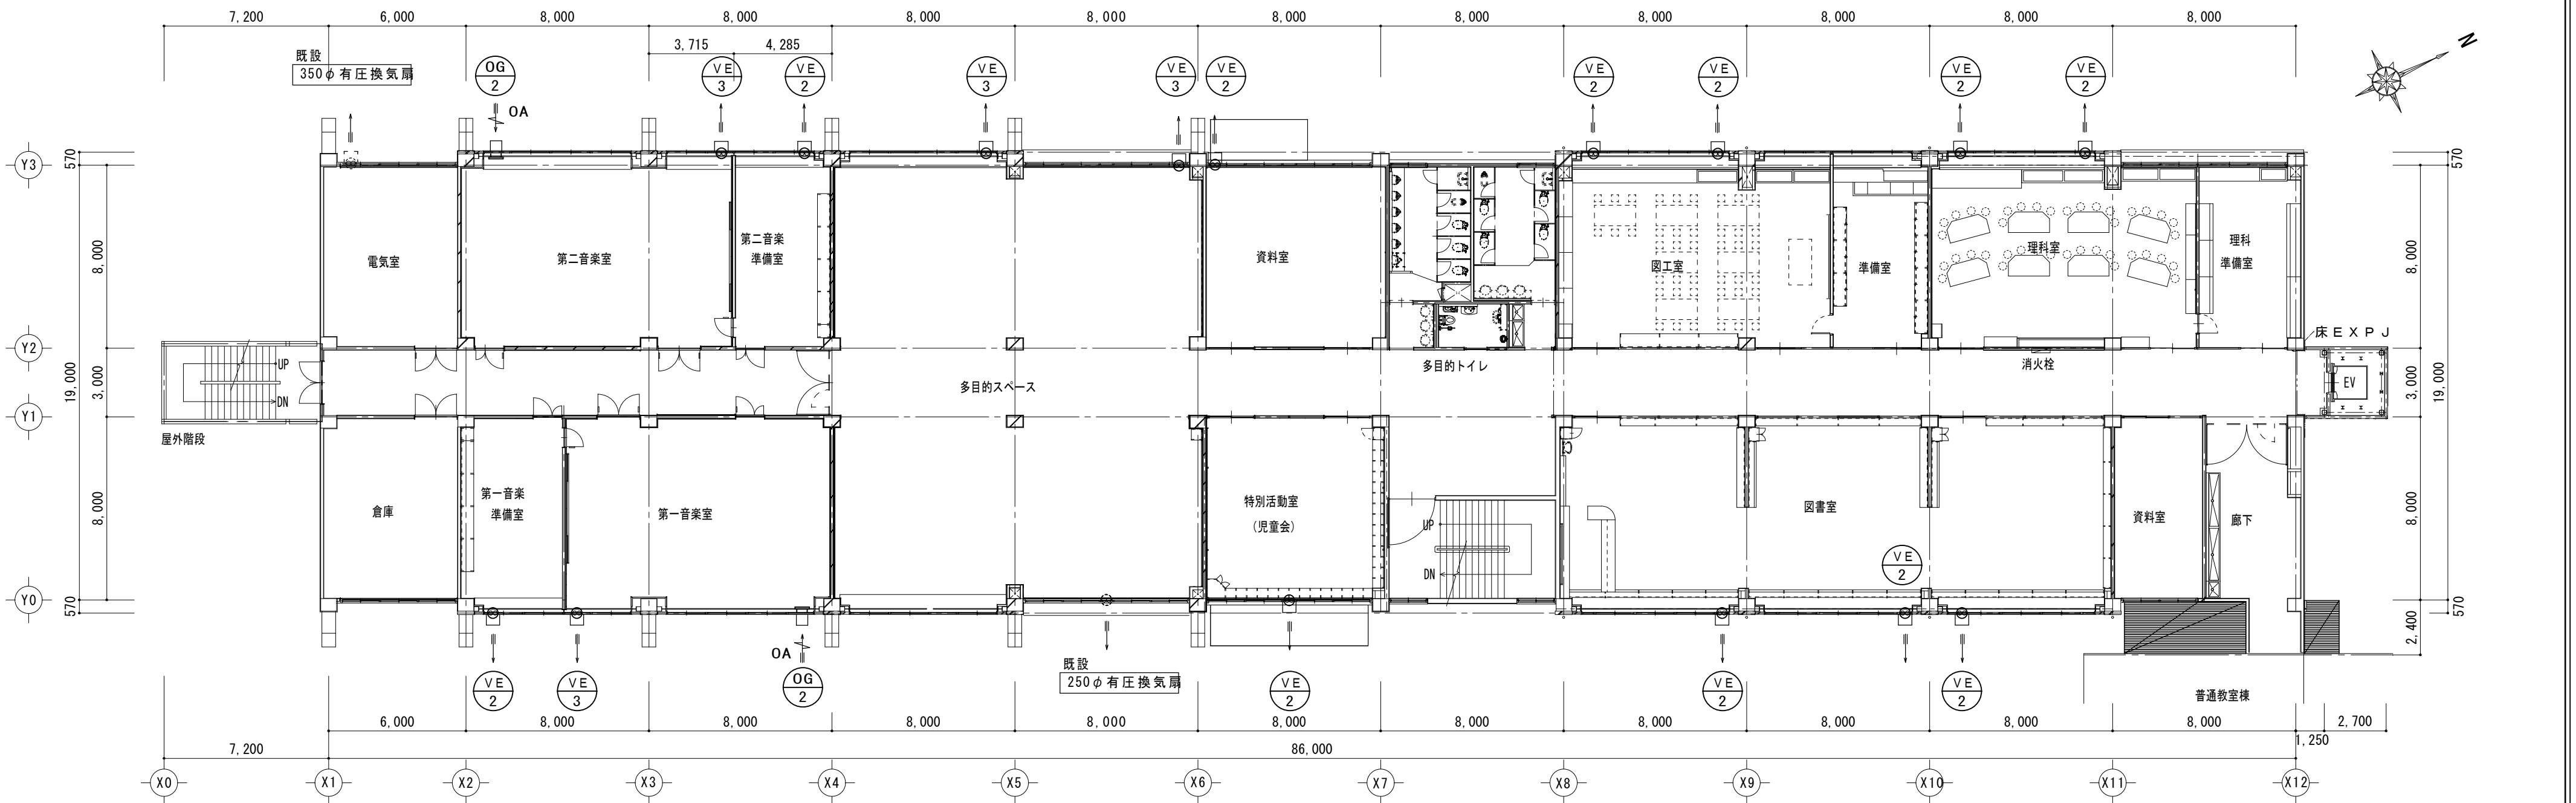 7,200 6,000 8,000 8,000 8,000 8,000 8,000 8,000 8,000 8,000 8,000 8,000
3,715 4,285
既設
350φ有圧換気扇
OG 2
OA
VE 3
VE 2
VE 3
VE 3
VE 2
VE 2
VE 2
VE 2
VE 2
N
Y3
570
570
8,000
8,000
電気室
第二音楽室
第二音楽
準備室
資料室
図工室
準備室
理科室
理科
準備室
Y2
床EXPJ
UP
DN
多目的スペース
多目的トイレ
消火栓
EV
19,000
3,000
3,000
19,000
Y1
屋外階段
倉庫
第一音楽
準備室
第一音楽室
特別活動室
(児童会)
UP
DN
図書室
VE 2
資料室
廊下
8,000
8,000
Y0
570
570
2,400
OA
VE 2
VE 3
OG 2
既設
250φ有圧換気扇
VE 2
VE 2
VE 2
普通教室棟
6,000 8,000 8,000 8,000 8,000 8,000 8,000 8,000 8,000 8,000 8,000 2,700
7,200 86,000 1,250
X0 X1 X2 X3 X4 X5 X6 X7 X8 X9 X10 X11 X12